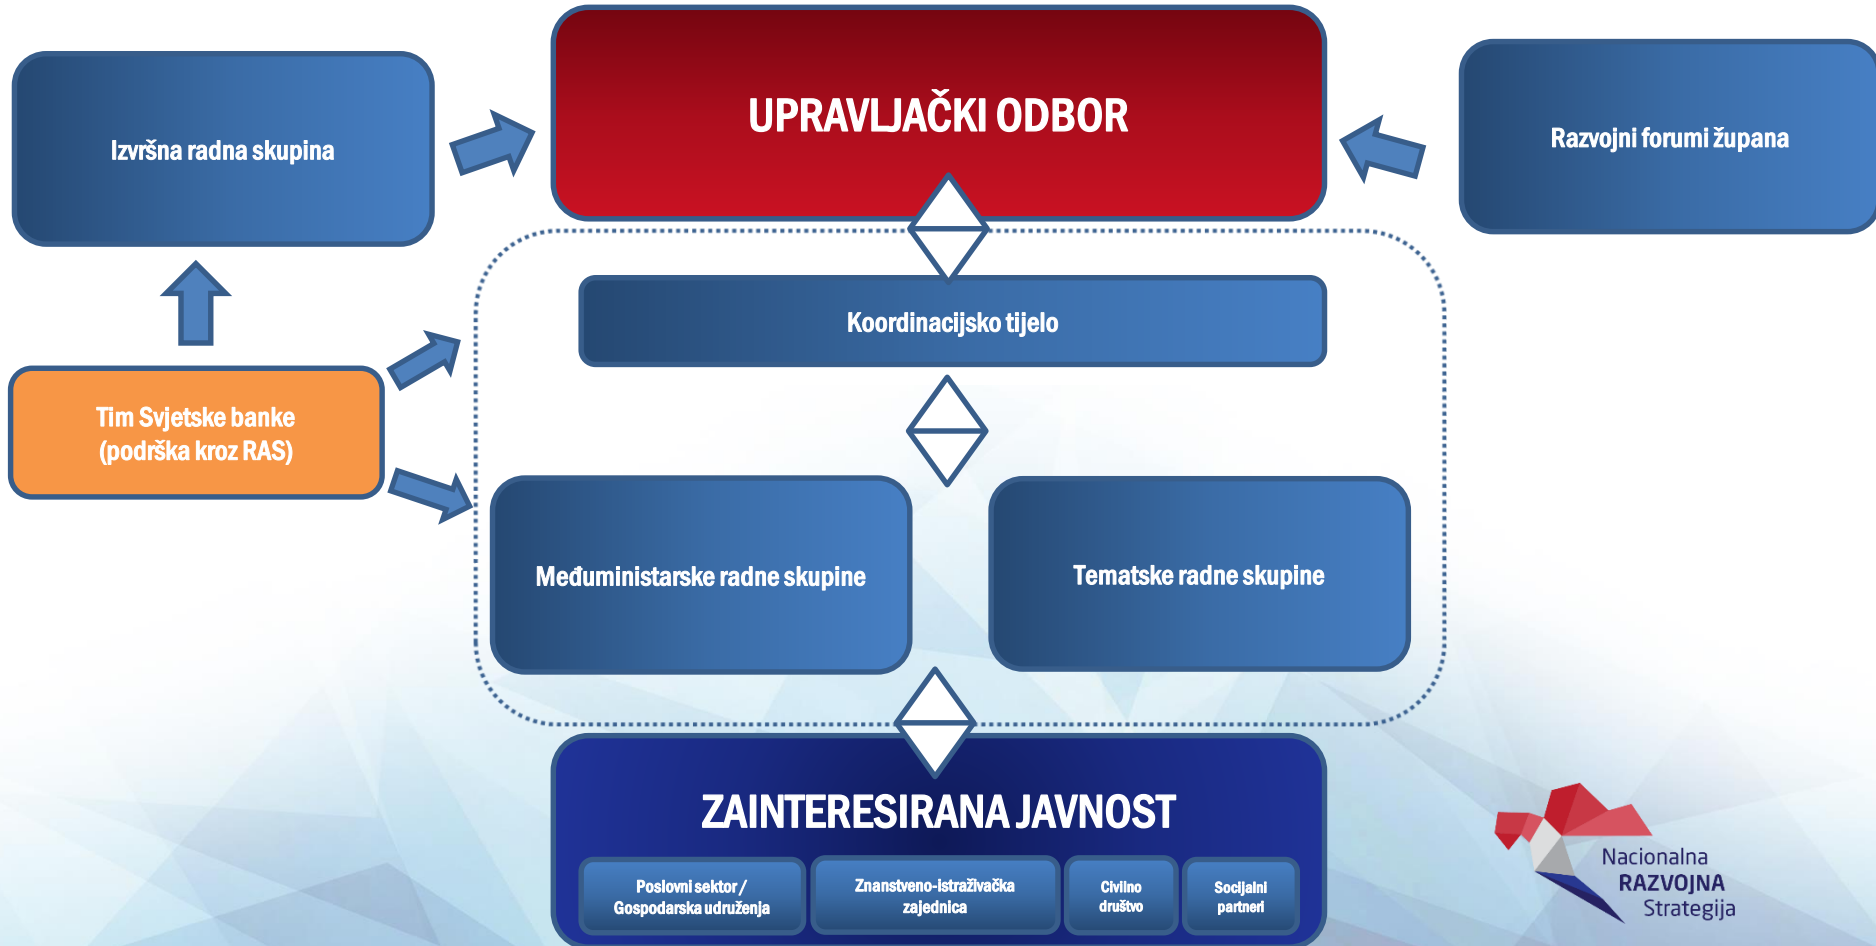 UPRAVLJAČKI ODBOR
Izvršna radna skupina
Razvojni forumi župana
Koordinacijsko tijelo
Tim Svjetske banke
(podrška kroz RAS)
Međuministarske radne skupine
Tematske radne skupine
ZAINTERESIRANA JAVNOST
Poslovni sektor /
Gospodarska udruženja
Znanstveno-istraživačka
zajednica
Civilno
društvo
Socijalni
partneri
Nacionalna
RAZVOJNA
Strategija